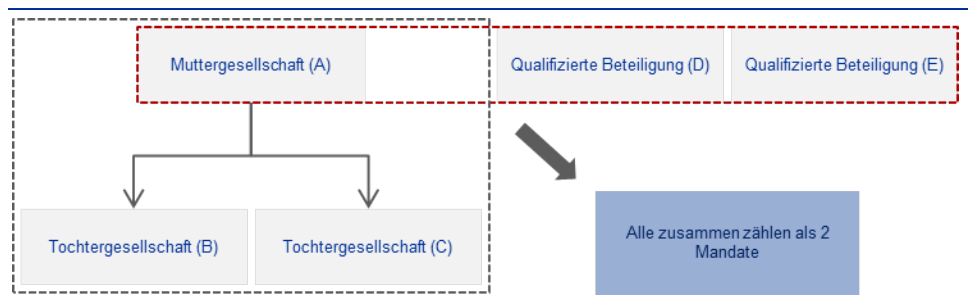 Muttergesellschaft (A)
Qualifizierte Beteiligung (D)
Qualifizierte Beteiligung (E)
Tochtergesellschaft (B)
Tochtergesellschaft (C)
Alle zusammen zählen als 2
Mandate